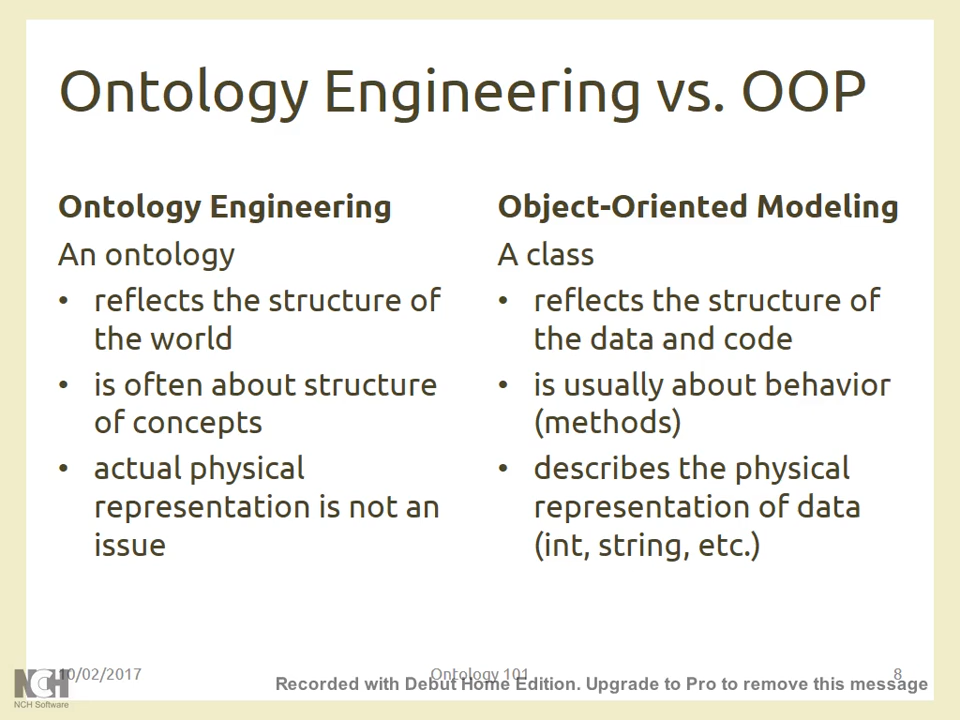 Ontology Engineering vs. OOP
Ontology Engineering
An ontology
• reflects the structure of
the world
• is often about structure
of concepts
• actual physical
representation is not an
issue
Object-Oriented Modeling
A class
• reflects the structure of
the data and code
• is usually about behavior
(methods)
• describes the physical
representation of data
(int, string, etc.)
10/02/2017
Ontology 101
8
NCH
NCH Software
Recorded with Debut Home Edition. Upgrade to Pro to remove this message